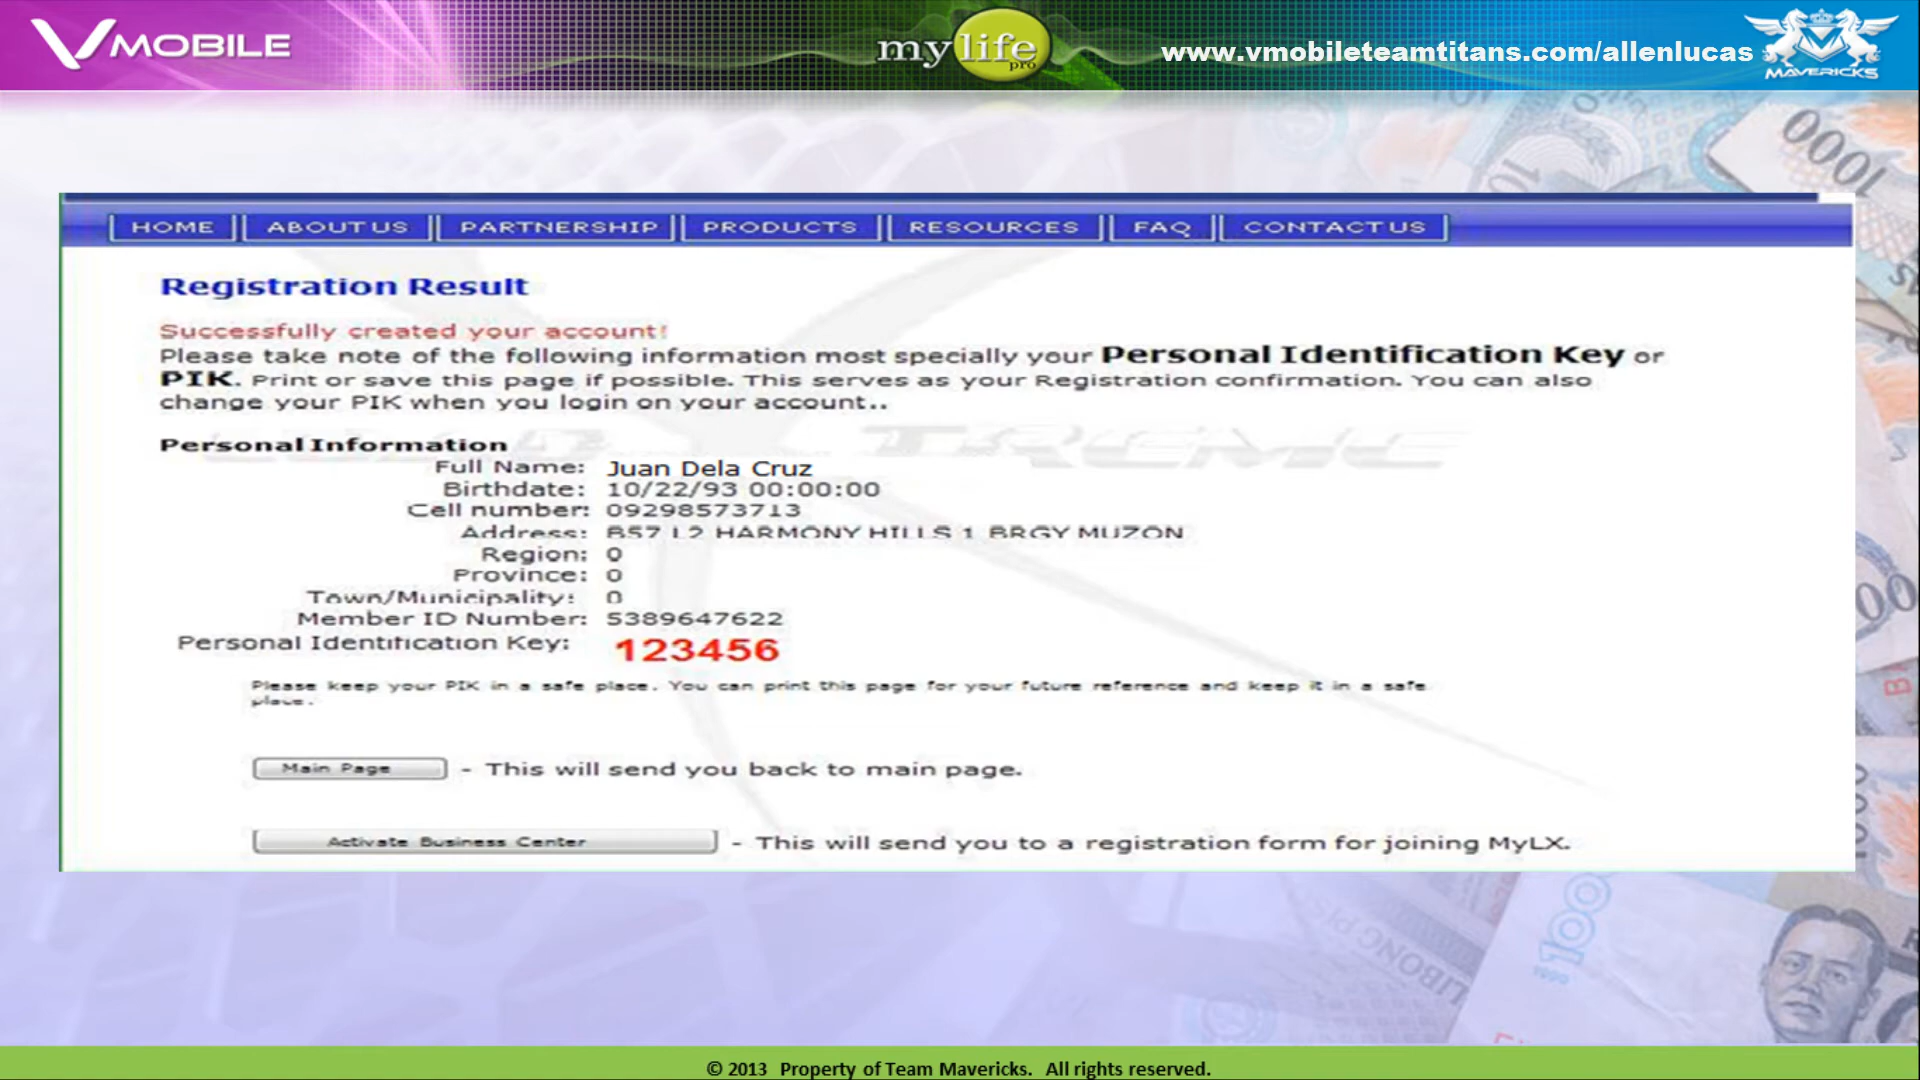 VMOBILE
mylife pro
www.vmobileteamtitans.com/allenlucas
MAVERICKS
1000
HOME ABOUT US PARTNERSHIP PRODUCTS RESOURCES FAQ CONTACT US
Registration Result
Successfully created your account!
Please take note of the following information most specially your Personal Identification Key or
PIK. Print or save this page if possible. This serves as your Registration confirmation. You can also
change your PIK when you login on your account..
Personal Information
Full Name: Juan Dela Cruz
Birthdate: 10/22/93 00:00:00
Cell number: 09298573713
Address: B57 L2 HARMONY HILLS 1 BRGY MUZON
Region: 0
Province: 0
Town/Municipality: 0
Member ID Number: 5389647622
Personal Identification Key: 123456
Please keep your PIK in a safe place. You can print this page for your future reference and keep it in a safe
place.
Main Page - This will send you back to main page.
Activate Business Center - This will send you to a registration form for joining MyLX.
© 2013 Property of Team Mavericks. All rights reserved.